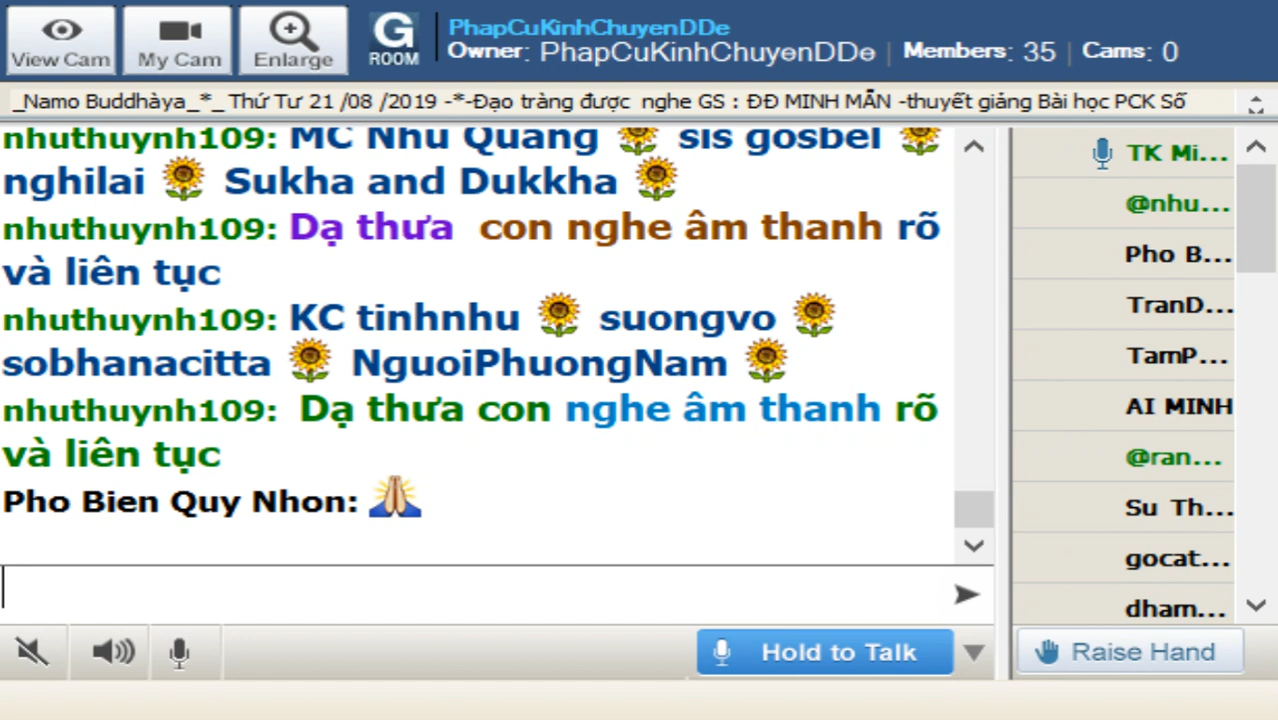 View Cam
My Cam
Enlarge
G
ROOM
PhapCuKinhChuyenDDe
Owner: PhapCuKinhChuyenDDe | Members: 35 | Cams: 0
_Namo Buddhàya_*_ Thứ Tư 21 /08 /2019 -*-Đạo tràng được nghe GS : ĐĐ MINH MẪN -thuyết giảng Bài học PCK Số
nhuthuynh109: MC Nhu Quang 🌻 sis gosbel 🌻
nghilai 🌻 Sukha and Dukkha 🌻
nhuthuynh109: Dạ thưa con nghe âm thanh rõ
và liên tục
nhuthuynh109: KC tinhnhu 🌻 suongvo 🌻
sobhanacitta 🌻 NguoiPhuongNam 🌻
nhuthuynh109: Dạ thưa con nghe âm thanh rõ
và liên tục
Pho Bien Quy Nhon: 🙏
TK Mi...
@nhu...
Pho B...
TranD...
TamP...
AI MINH
@ran...
Su Th...
gocat...
dham...
Hold to Talk
Raise Hand